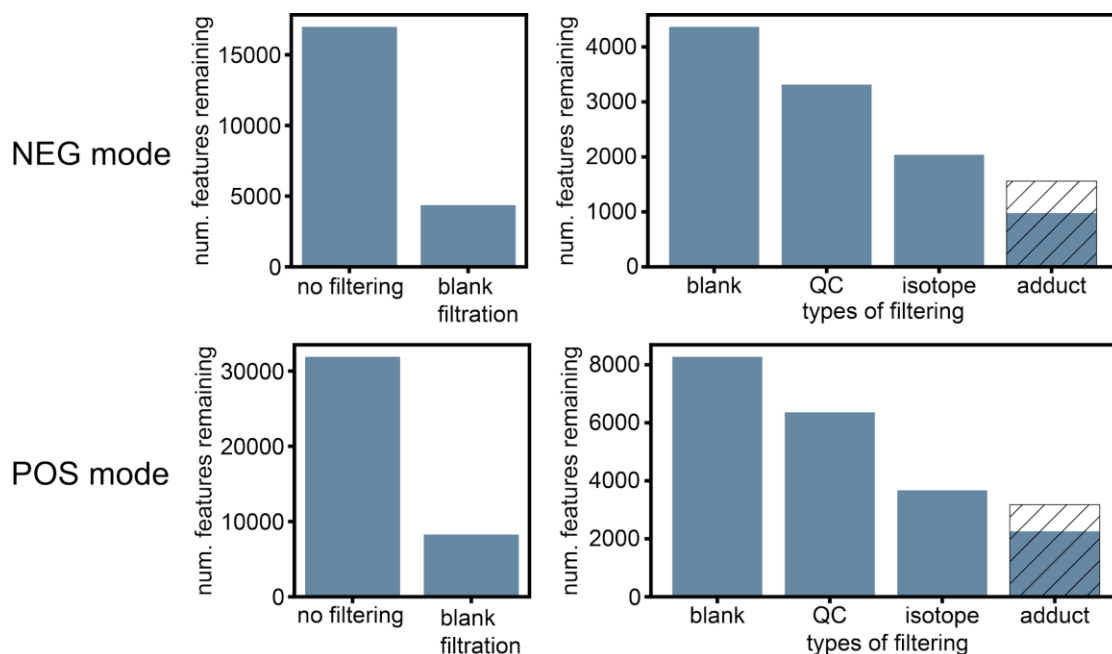 NEG mode
num. features remaining
15000
10000
5000
0
no filtering
blank
filtration
num. features remaining
4000
3000
2000
1000
0
blank
QC
isotope
adduct
types of filtering
POS mode
num. features remaining
30000
20000
10000
0
no filtering
blank
filtration
num. features remaining
8000
6000
4000
2000
0
blank
QC
isotope
adduct
types of filtering